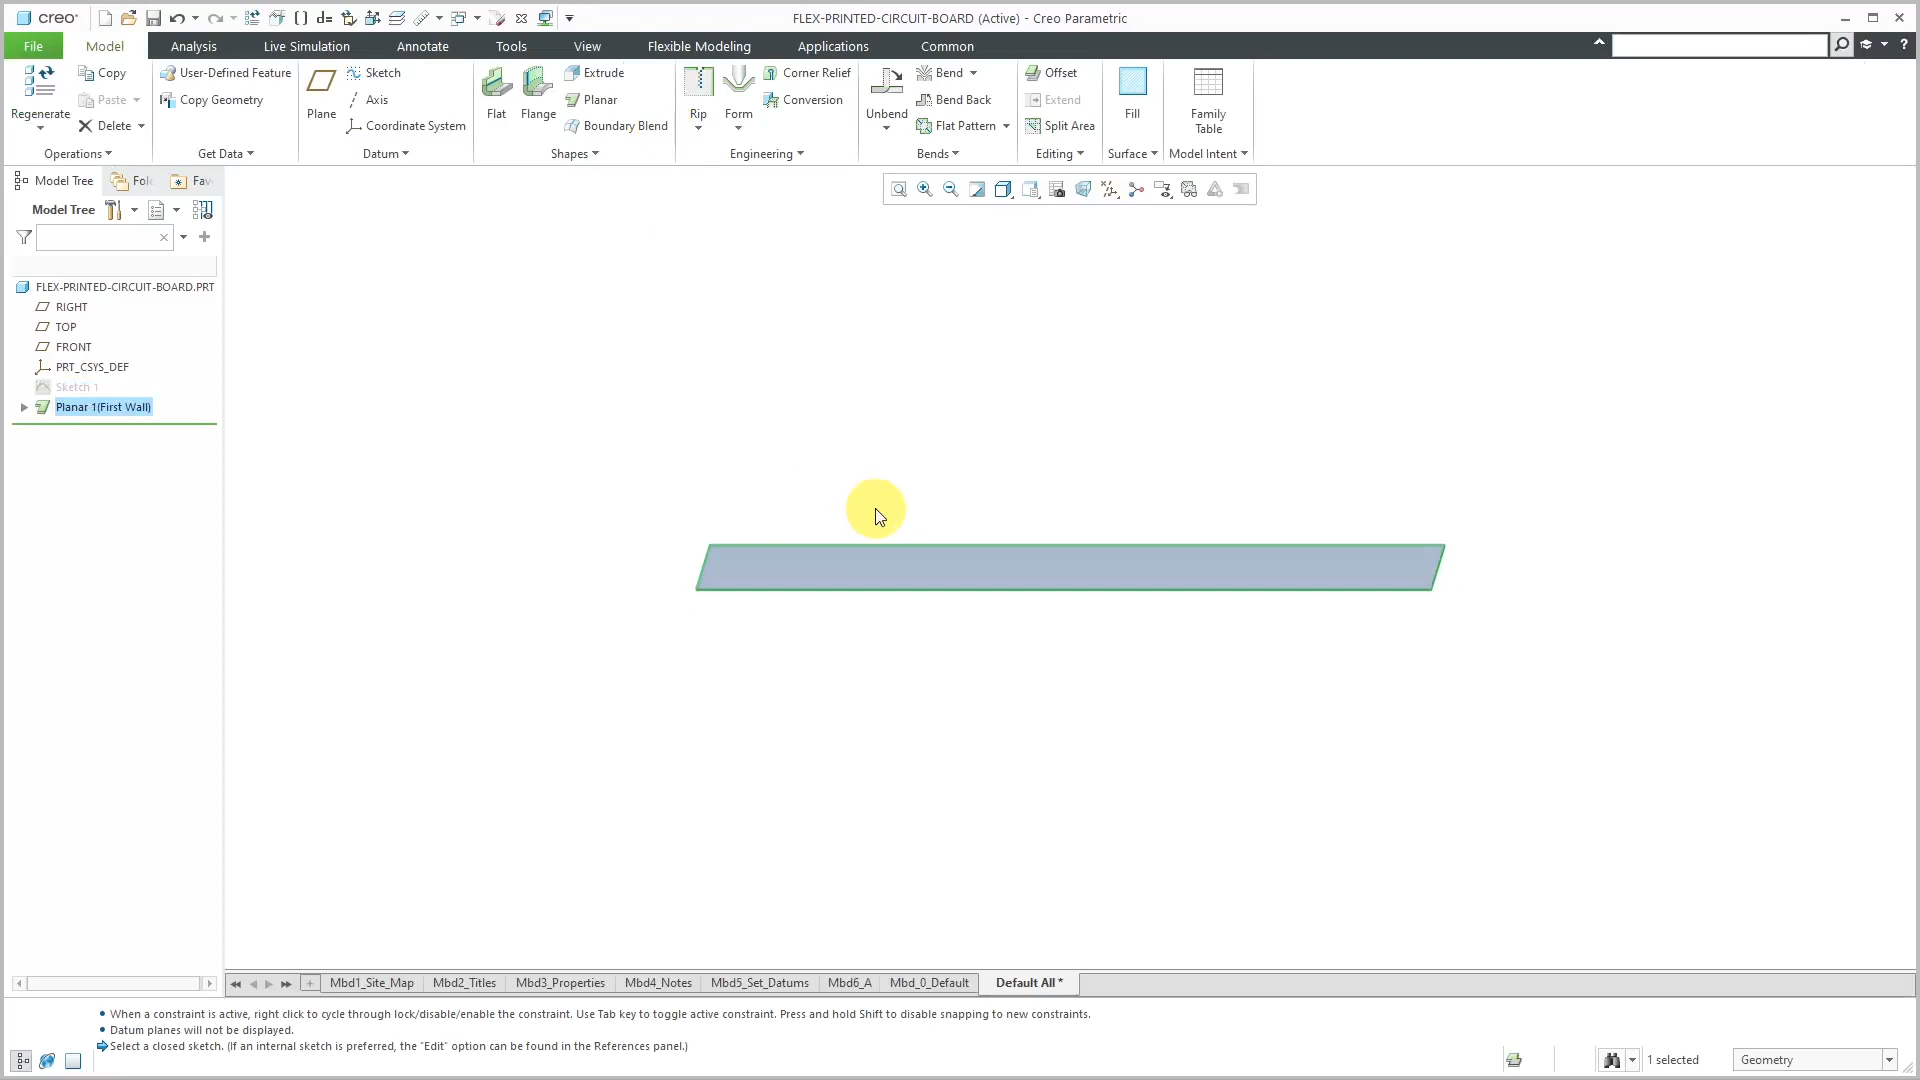 creo
FLEX-PRINTED-CIRCUIT-BOARD (Active) - Creo Parametric
File
Model
Analysis
Live Simulation
Annotate
Tools
View
Flexible Modeling
Applications
Common
Regenerate
Copy
Paste
Delete
Operations
User-Defined Feature
Copy Geometry
Get Data
Plane
Sketch
Axis
Coordinate System
Datum
Flat
Flange
Extrude
Planar
Boundary Blend
Shapes
Rip
Form
Corner Relief
Conversion
Engineering
Unbend
Bend
Bend Back
Flat Pattern
Bends
Offset
Extend
Split Area
Editing
Fill
Surface
Family
Table
Model Intent
Model Tree
Fol
Fav
Model Tree
FLEX-PRINTED-CIRCUIT-BOARD.PRT
RIGHT
TOP
FRONT
PRT_CSYS_DEF
Sketch 1
Planar 1(First Wall)
Mbd1_Site_Map
Mbd2_Titles
Mbd3_Properties
Mbd4_Notes
Mbd5_Set_Datums
Mbd6_A
Mbd_0_Default
Default All *
• When a constraint is active, right click to cycle through lock/disable/enable the constraint. Use Tab key to toggle active constraint. Press and hold Shift to disable snapping to new constraints.
• Datum planes will not be displayed.
Select a closed sketch. (If an internal sketch is preferred, the "Edit" option can be found in the References panel.)
1 selected
Geometry